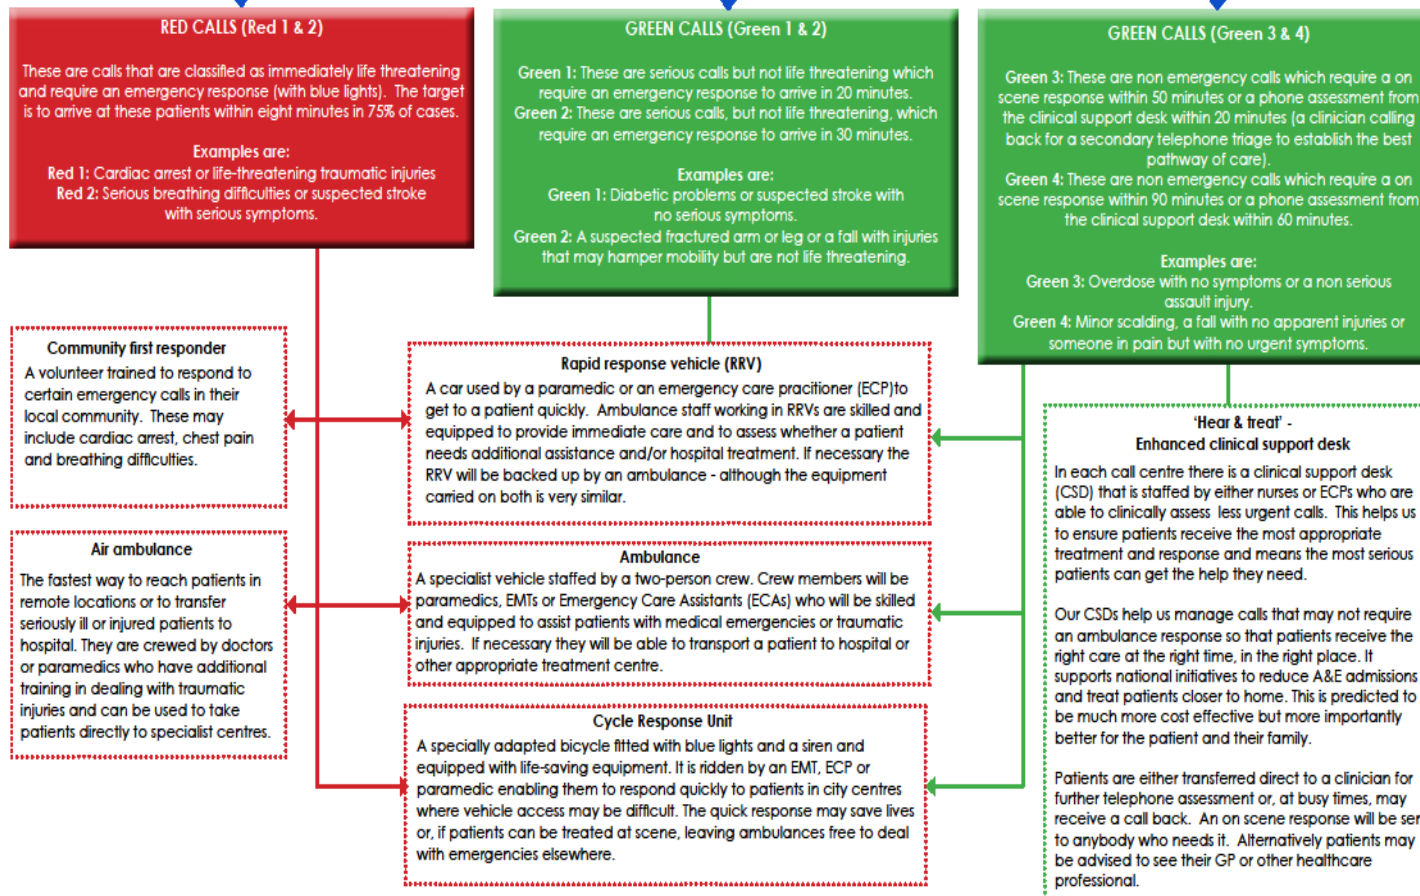 RED CALLS (Red 1 & 2)
These are calls that are classified as immediately life threatening
and require an emergency response (with blue lights). The target
is to arrive at these patients within eight minutes in 75% of cases.
Examples are:
Red 1: Cardiac arrest or life-threatening traumatic injuries
Red 2: Serious breathing difficulties or suspected stroke
with serious symptoms.
GREEN CALLS (Green 1 & 2)
Green 1: These are serious calls but not life threatening which
require an emergency response to arrive in 20 minutes.
Green 2: These are serious calls, but not life threatening, which
require an emergency response to arrive in 30 minutes.
Examples are:
Green 1: Diabetic problems or suspected stroke with
no serious symptoms.
Green 2: A suspected fractured arm or leg or a fall with injuries
that may hamper mobility but are not life threatening.
GREEN CALLS (Green 3 & 4)
Green 3: These are non emergency calls which require a on
scene response within 50 minutes or a phone assessment from
the clinical support desk within 20 minutes (a clinician calling
back for a secondary telephone triage to establish the best
pathway of care).
Green 4: These are non emergency calls which require a on
scene response within 90 minutes or a phone assessment from
the clinical support desk within 60 minutes.
Examples are:
Green 3: Overdose with no symptoms or a non serious
assault injury.
Green 4: Minor scalding, a fall with no apparent injuries or
someone in pain but with no urgent symptoms.
Community first responder
A volunteer trained to respond to
certain emergency calls in their
local community. These may
include cardiac arrest, chest pain
and breathing difficulties.
Air ambulance
The fastest way to reach patients in
remote locations or to transfer
seriously ill or injured patients to
hospital. They are crewed by doctors
or paramedics who have additional
training in dealing with traumatic
injuries and can be used to take
patients directly to specialist centres.
Rapid response vehicle (RRV)
A car used by a paramedic or an emergency care practitioner (ECP)to
get to a patient quickly. Ambulance staff working in RRVs are skilled and
equipped to provide immediate care and to assess whether a patient
needs additional assistance and/or hospital treatment. If necessary the
RRV will be backed up by an ambulance - although the equipment
carried on both is very similar.
Ambulance
A specialist vehicle staffed by a two-person crew. Crew members will be
paramedics, EMTs or Emergency Care Assistants (ECAs) who will be skilled
and equipped to assist patients with medical emergencies or traumatic
injuries. If necessary they will be able to transport a patient to hospital or
other appropriate treatment centre.
Cycle Response Unit
A specially adapted bicycle fitted with blue lights and a siren and
equipped with life-saving equipment. It is ridden by an EMT, ECP or
paramedic enabling them to respond quickly to patients in city centres
where vehicle access may be difficult. The quick response may save lives
or, if patients can be treated at scene, leaving ambulances free to deal
with emergencies elsewhere.
'Hear & treat' -
Enhanced clinical support desk
In each call centre there is a clinical support desk
(CSD) that is staffed by either nurses or ECPs who are
able to clinically assess less urgent calls. This helps us
to ensure patients receive the most appropriate
treatment and response and means the most serious
patients can get the help they need.
Our CSDs help us manage calls that may not require
an ambulance response so that patients receive the
right care at the right time, in the right place. It
supports national initiatives to reduce A&E admissions
and treat patients closer to home. This is predicted to
be much more cost effective but more importantly
better for the patient and their family.
Patients are either transferred direct to a clinician for
further telephone assessment or, at busy times, may
receive a call back. An on scene response will be
to anybody who needs it. Alternatively patients may
be advised to see their GP or other healthcare
professional.